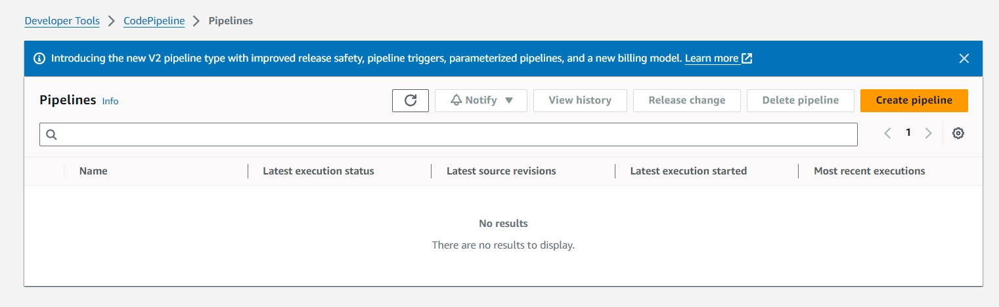 Developer Tools > CodePipeline > Pipelines
Introducing the new V2 pipeline type with improved release safety, pipeline triggers, parameterized pipelines, and a new billing model. Learn more
Pipelines Info Notify View history Release change Delete pipeline Create pipeline
1
Name Latest execution status Latest source revisions Latest execution started Most recent executions
No results
There are no results to display.